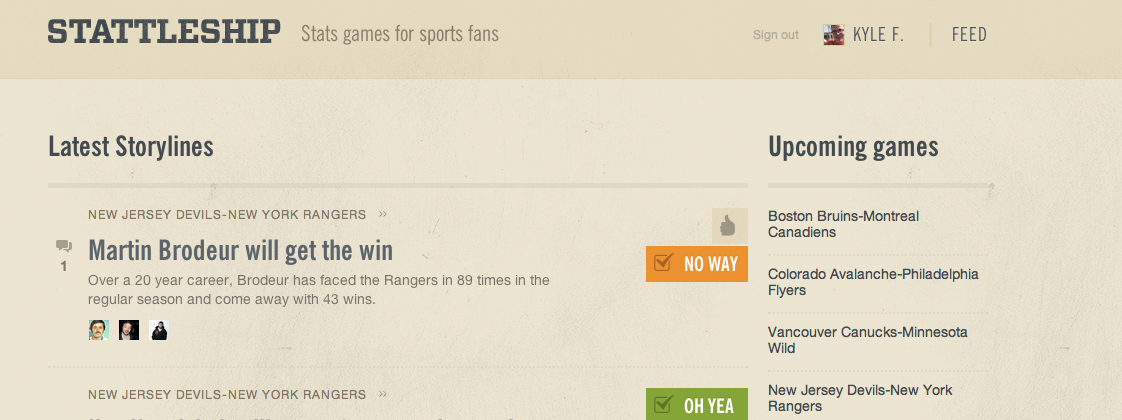 STATTLESHIP
Stats games for sports fans
Sign out
KYLE F.
FEED
Latest Storylines
NEW JERSEY DEVILS-NEW YORK RANGERS »
1
Martin Brodeur will get the win
Over a 20 year career, Brodeur has faced the Rangers in 89 times in the
regular season and come away with 43 wins.
NO WAY
NEW JERSEY DEVILS-NEW YORK RANGERS »
OH YEA
Upcoming games
Boston Bruins-Montreal
Canadiens
Colorado Avalanche-Philadelphia
Flyers
Vancouver Canucks-Minnesota
Wild
New Jersey Devils-New York
Rangers